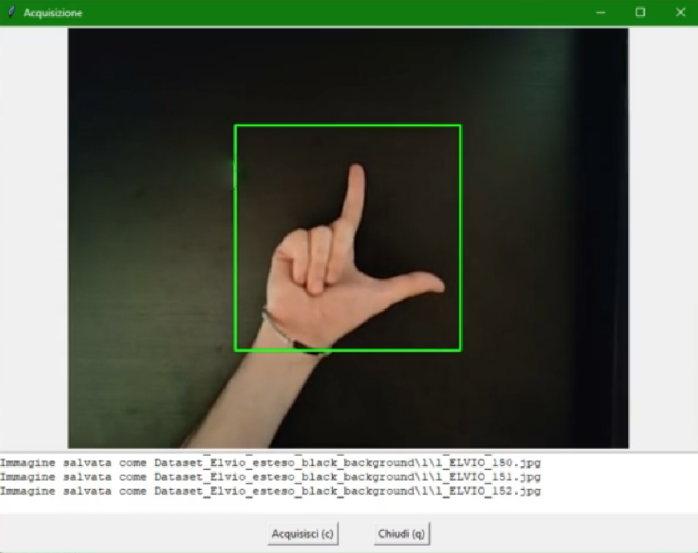 Acquisizione
Immagine salvata come Dataset_Elvio_esteso_black_background\l\l_ELVIO_150.jpg
Immagine salvata come Dataset_Elvio_esteso_black_background\l\l_ELVIO_151.jpg
Immagine salvata come Dataset_Elvio_esteso_black_background\l\l_ELVIO_152.jpg
Acquisisci (c)
Chiudi (q)